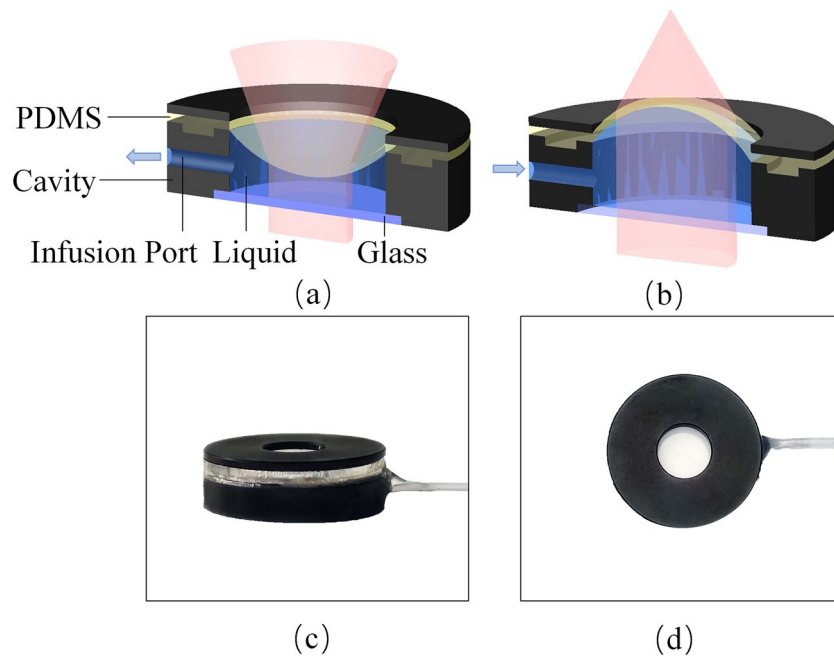 PDMS
Cavity
Infusion Port Liquid Glass
(a)
(b)
(c)
(d)